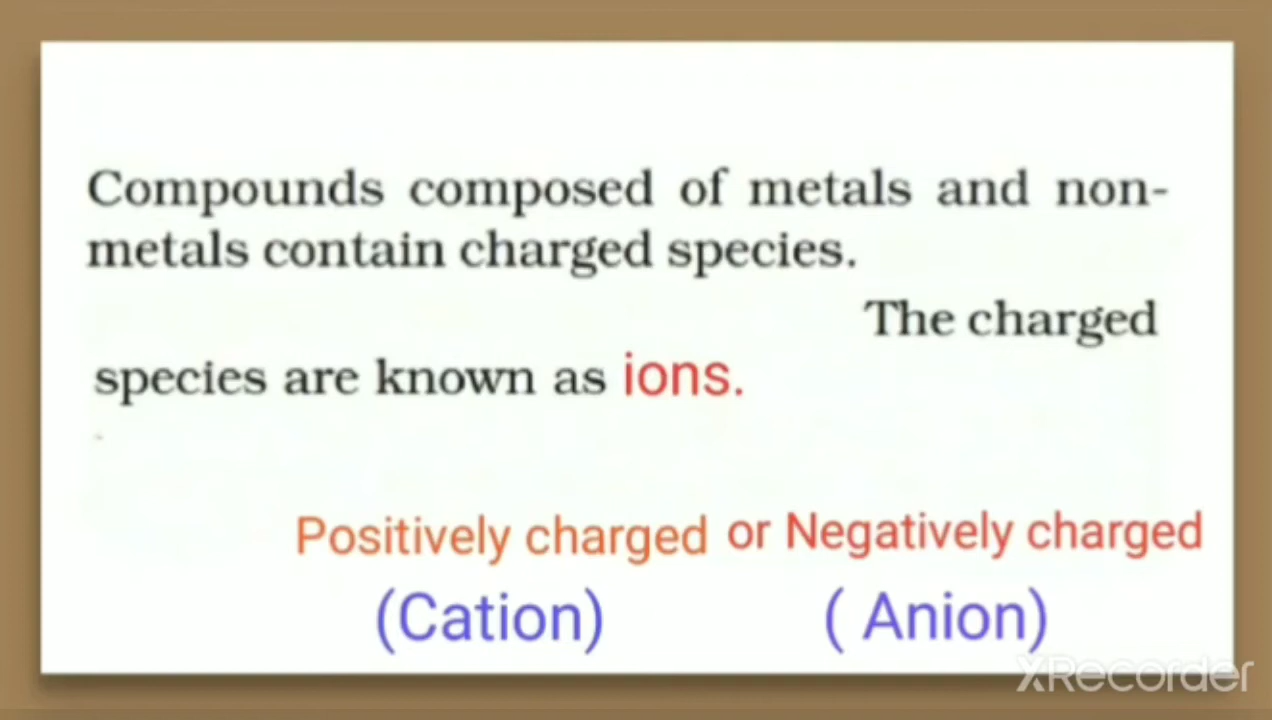 Compounds composed of metals and non-
metals contain charged species.
The charged
species are known as ions.
Positively charged or Negatively charged
(Cation) ( Anion)
XRecorder